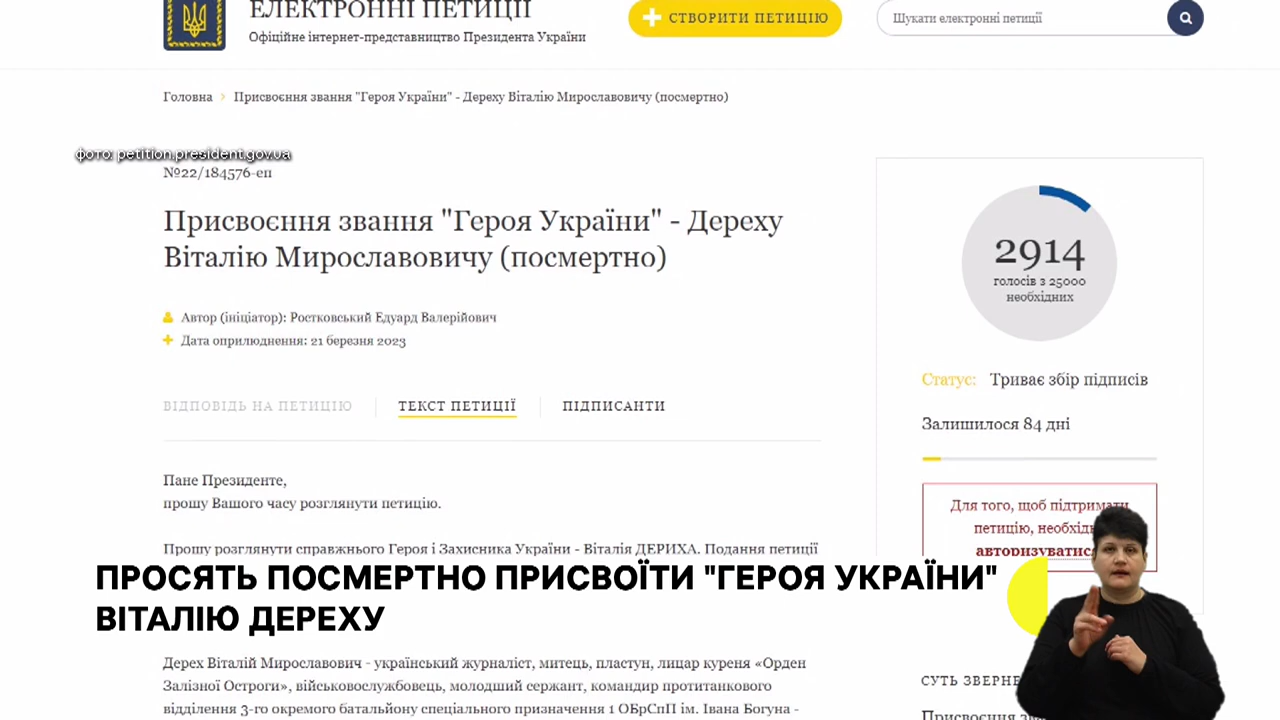 ЕЛЕКТРОННІ ПЕТИЦІЇ
Офіційне інтернет-представництво Президента України
СТВОРИТИ ПЕТИЦІЮ
Шукати електронні петиції
Головна > Присвоєння звання "Героя України" - Дереху Віталію Мирославовичу (посмертно)
фото: petition.president.gov.ua
№22/184576-еп
Присвоєння звання "Героя України" - Дереху
Віталію Мирославовичу (посмертно)
Автор (ініціатор): Ростковський Едуард Валерійович
Дата оприлюднення: 21 березня 2023
2914
голосів з 25000
необхідних
Статус: Триває збір підписів
Залишилося 84 дні
ВІДПОВІДЬ НА ПЕТИЦІЮ
ТЕКСТ ПЕТИЦІЇ
ПІДПИСАНТИ
Пане Президенте,
прошу Вашого часу розглянути петицію.
Прошу розглянути справжнього Героя і Захисника України - Віталія ДЕРИХА. Подання петиції
Для того, щоб підтримати
петицію,
ПРОСЯТЬ ПОСМЕРТНО ПРИСВОЇТИ "ГЕРОЯ УКРАЇНИ"
ВІТАЛІЮ ДЕРЕХУ
Дерех Віталій Мирославович - український журналіст, митець, пластун, лицар куреня «Орден
Залізної Остроги», військовослужбовець, молодший сержант, командир протитанкового
відділення 3-го окремого батальйону спеціального призначення 1 ОБрСпП ім. Івана Богуна -
СУТЬ